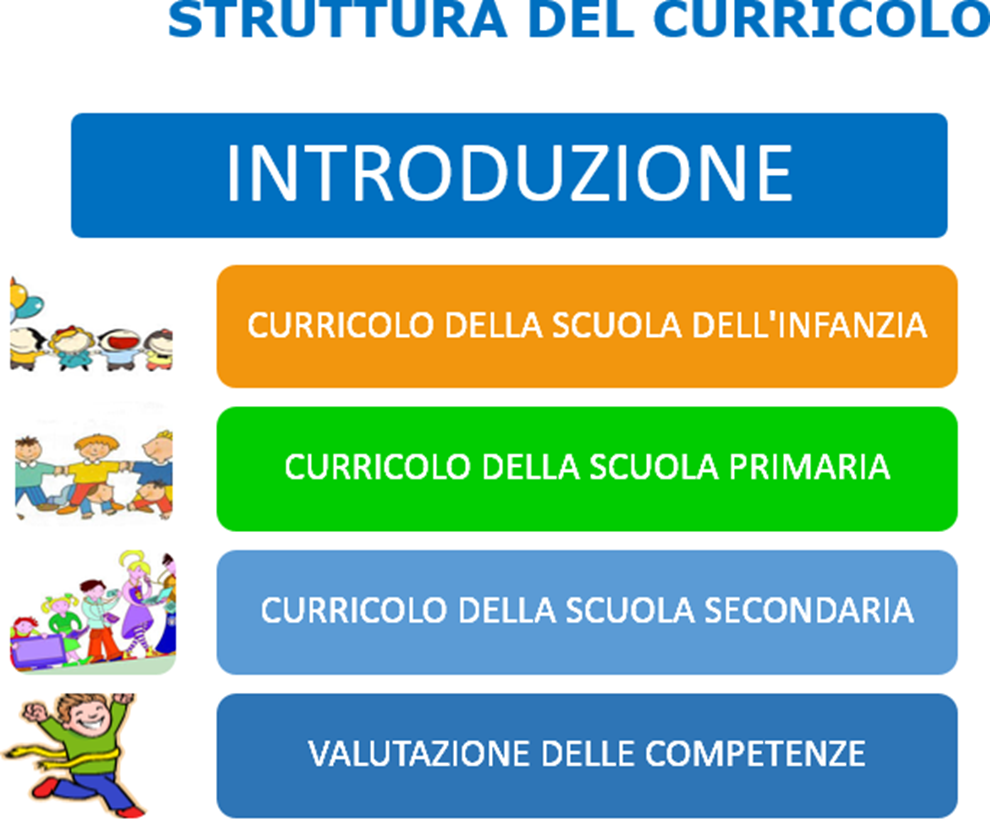 STRUTTURA DEL CURRICOLO
INTRODUZIONE
CURRICOLO DELLA SCUOLA DELL'INFANZIA
CURRICOLO DELLA SCUOLA PRIMARIA
CURRICOLO DELLA SCUOLA SECONDARIA
VALUTAZIONE DELLE COMPETENZE